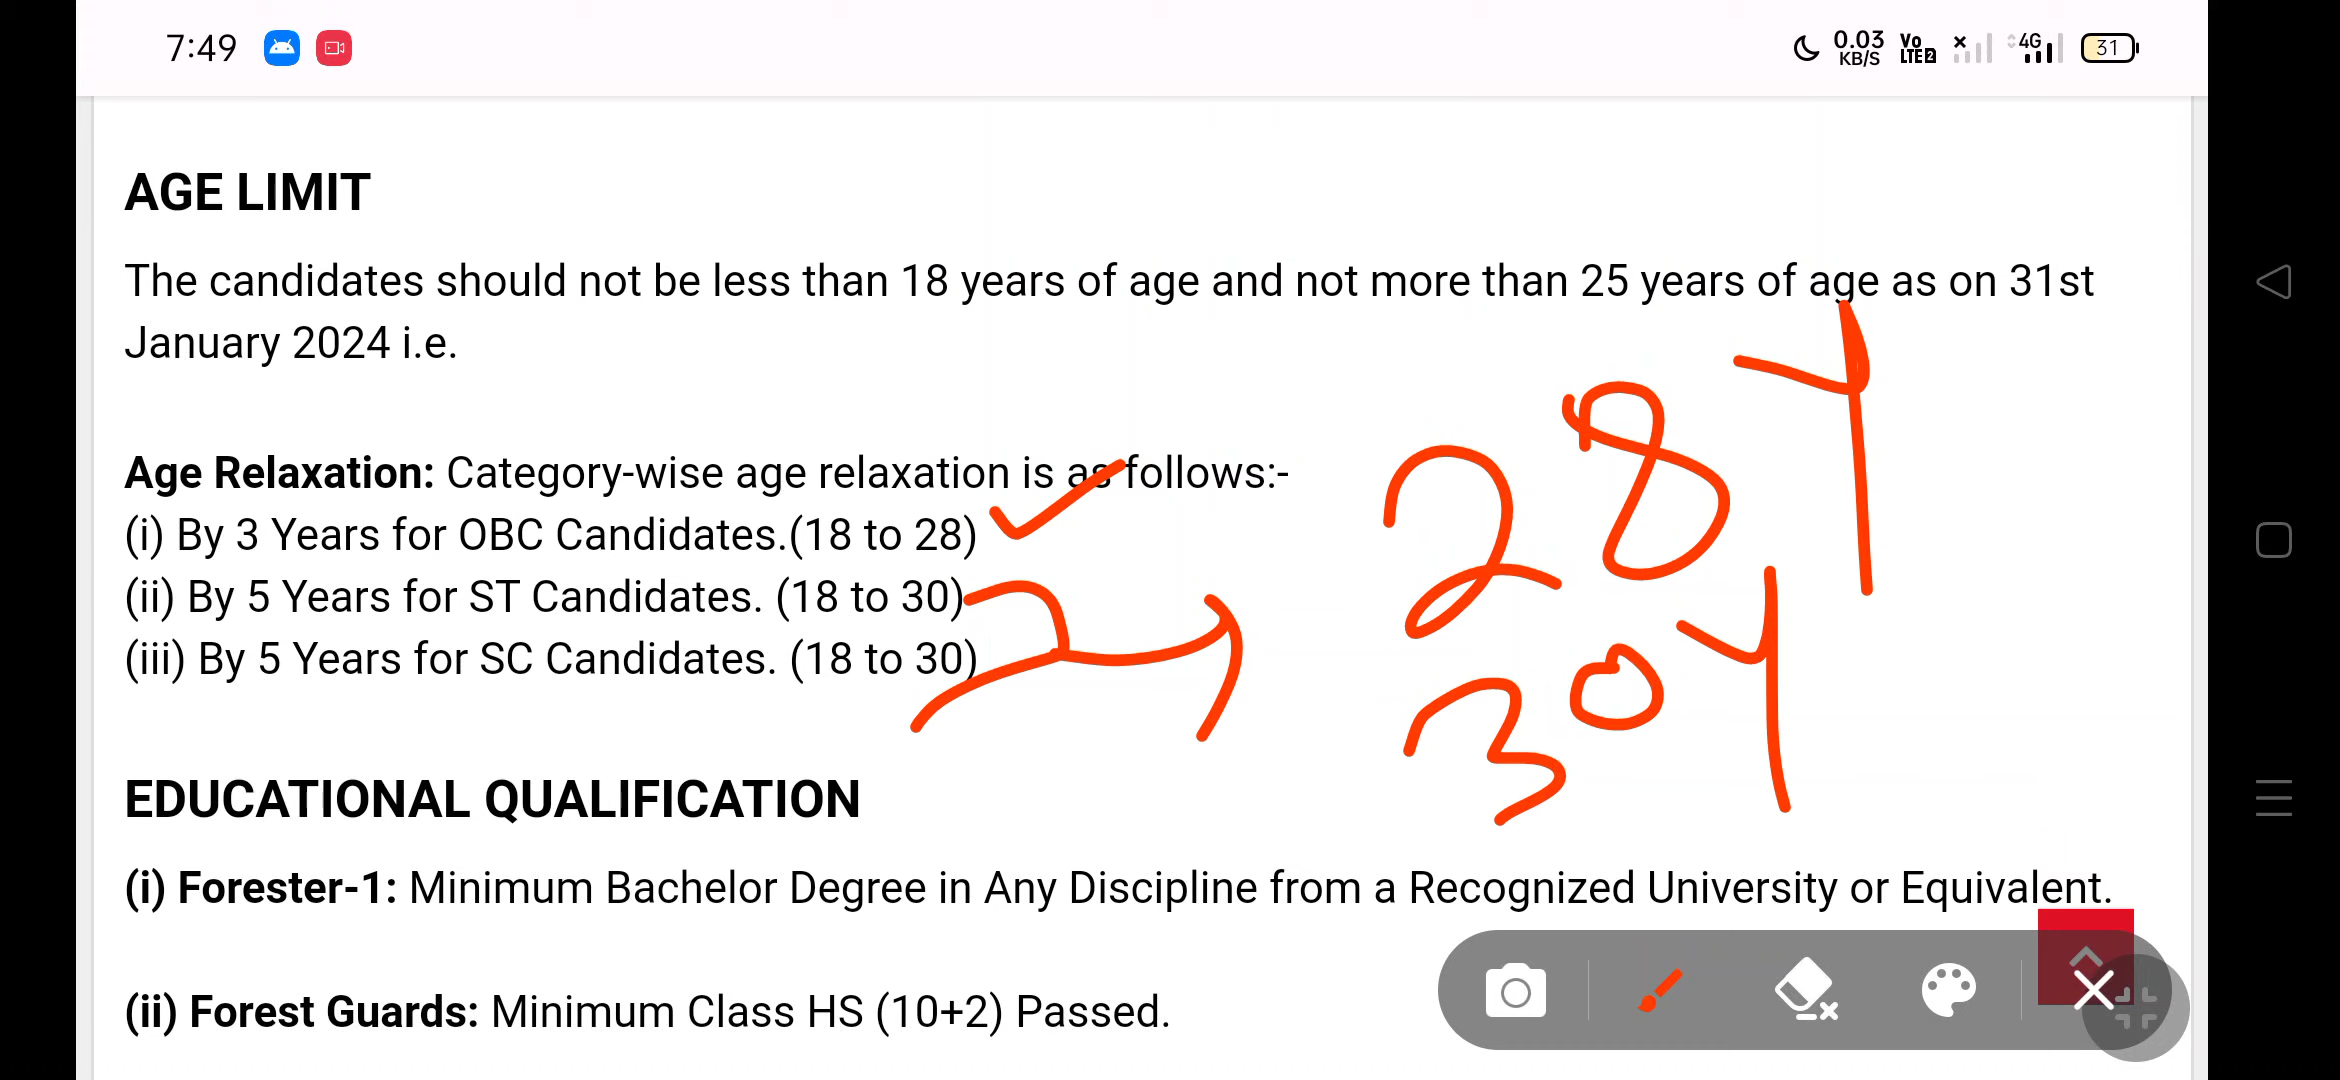 7:49
0.03 KB/S Vo LTE 2 4G 31
AGE LIMIT
The candidates should not be less than 18 years of age and not more than 25 years of age as on 31st
January 2024 i.e.
28 Y
Age Relaxation: Category-wise age relaxation is as follows:-
(i) By 3 Years for OBC Candidates.(18 to 28)
(ii) By 5 Years for ST Candidates. (18 to 30)
(iii) By 5 Years for SC Candidates. (18 to 30)
30 Y
EDUCATIONAL QUALIFICATION
(i) Forester-1: Minimum Bachelor Degree in Any Discipline from a Recognized University or Equivalent.
(ii) Forest Guards: Minimum Class HS (10+2) Passed.